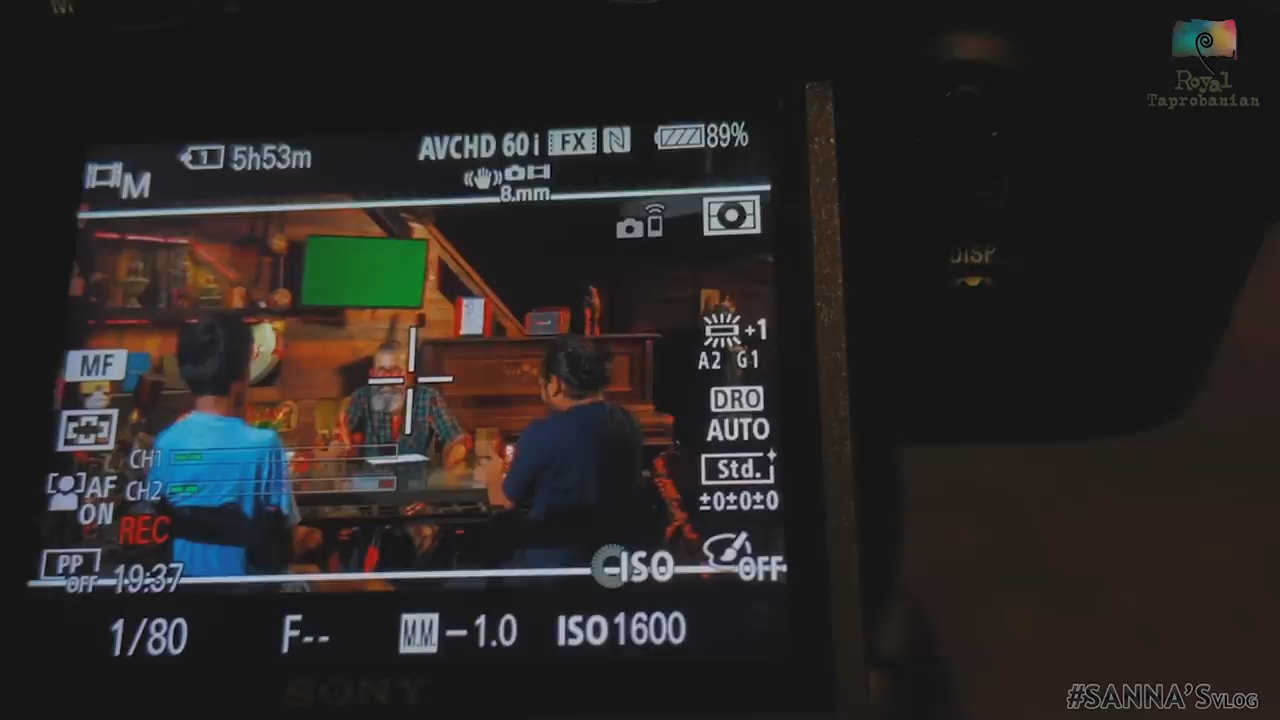 Royal
Taprobanian
M
1 5h53m
AVCHD 60i FX N
89%
8mm
DISP
+1
A2 G1
MF
DRO
AUTO
CH1
Std.
±0±0±0
AF
ON
CH2
REC
PP
OFF
19:37
ISO
OFF
1/80
F--
M.M. -1.0
ISO 1600
SONY
#SANNA'S VLOG